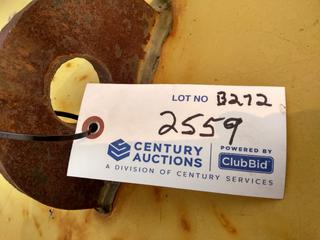 LOT NO B272
2559
CENTURY AUCTIONS
POWERED BY
ClubBid
A DIVISION OF CENTURY SERVICES